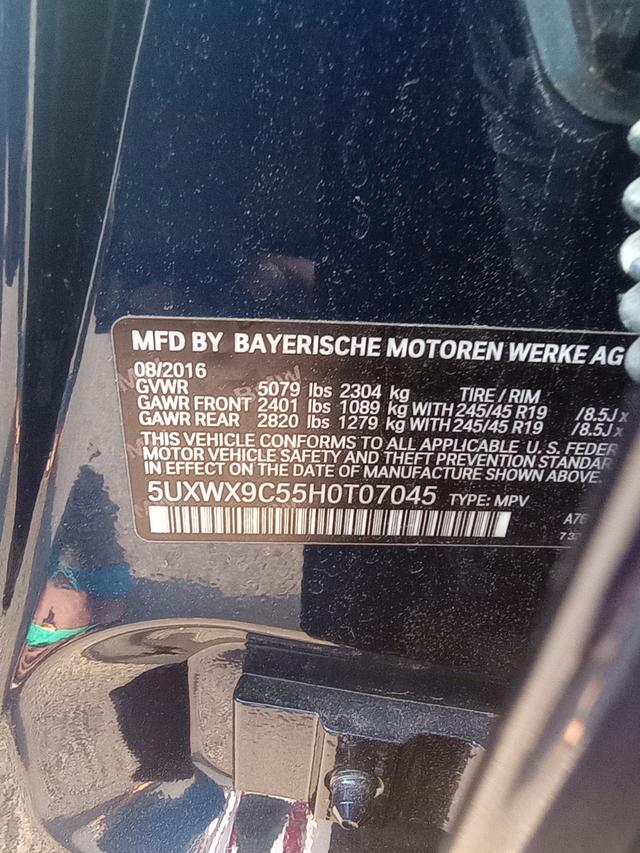 MFD BY BAYERISCHE MOTOREN WERKE AG
08/2016
GVWR 5079 lbs 2304 kg TIRE / RIM
GAWR FRONT 2401 lbs 1089 kg WITH 245/45 R19 /8.5J x
GAWR REAR 2820 lbs 1279 kg WITH 245/45 R19 /8.5J x
THIS VEHICLE CONFORMS TO ALL APPLICABLE U. S. FEDER
MOTOR VEHICLE SAFETY AND THEFT PREVENTION STANDAR
IN EFFECT ON THE DATE OF MANUFACTURE SHOWN ABOVE.
5UXWX9C55H0T07045 TYPE: MPV
A76